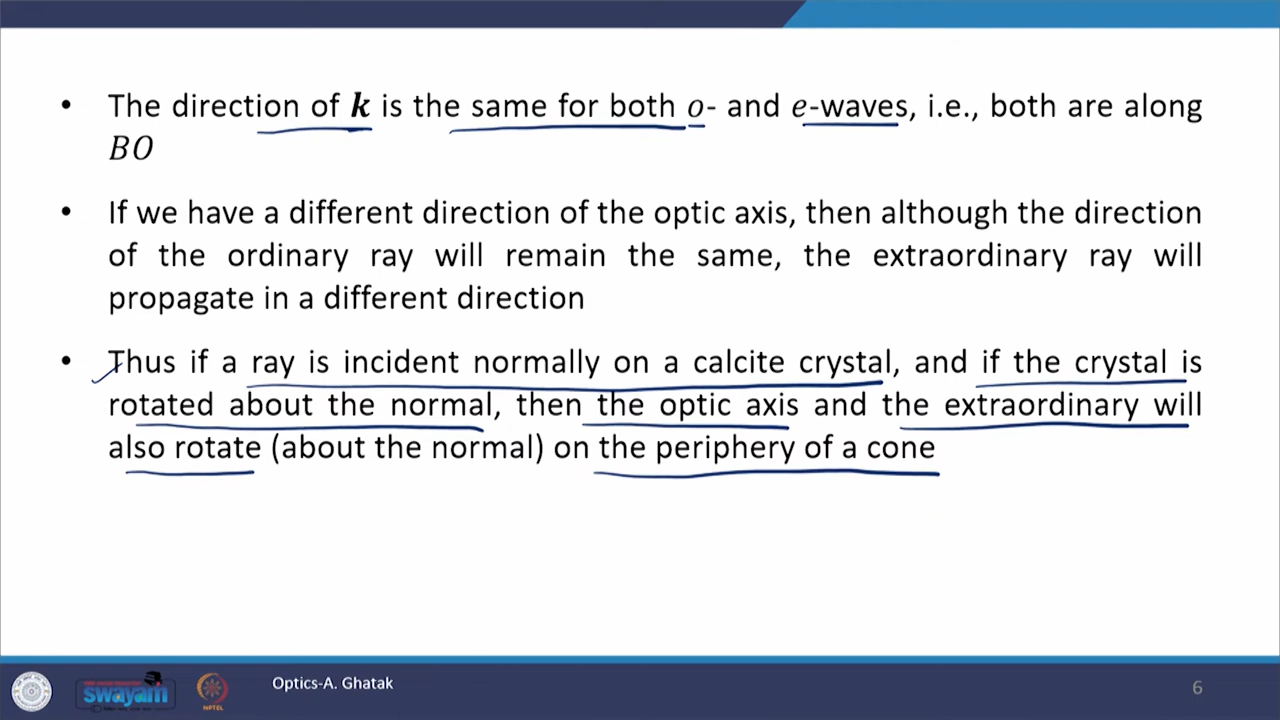 • The direction of k is the same for both o- and e-waves, i.e., both are along
BO
• If we have a different direction of the optic axis, then although the direction
of the ordinary ray will remain the same, the extraordinary ray will
propagate in a different direction
• Thus if a ray is incident normally on a calcite crystal, and if the crystal is
rotated about the normal, then the optic axis and the extraordinary will
also rotate (about the normal) on the periphery of a cone
swayam
NPTEL
Optics-A. Ghatak
6